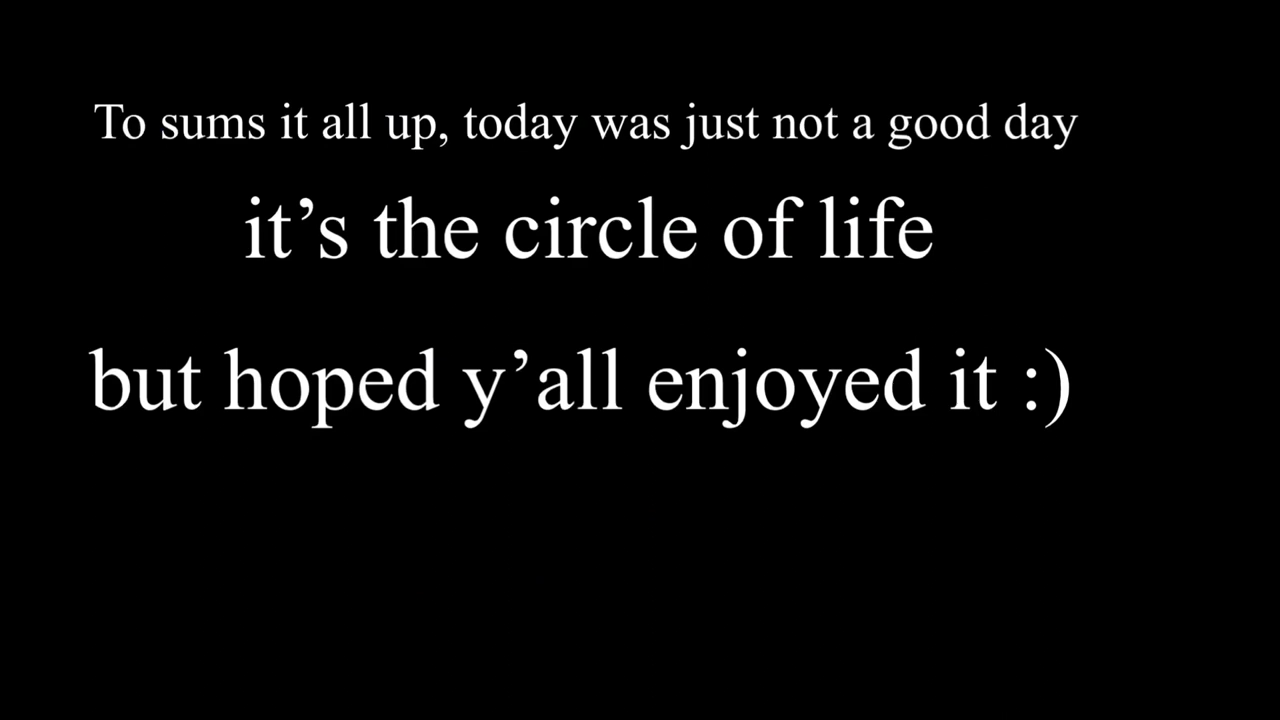 To sums it all up, today was just not a good day
it’s the circle of life
but hoped y’all enjoyed it :)